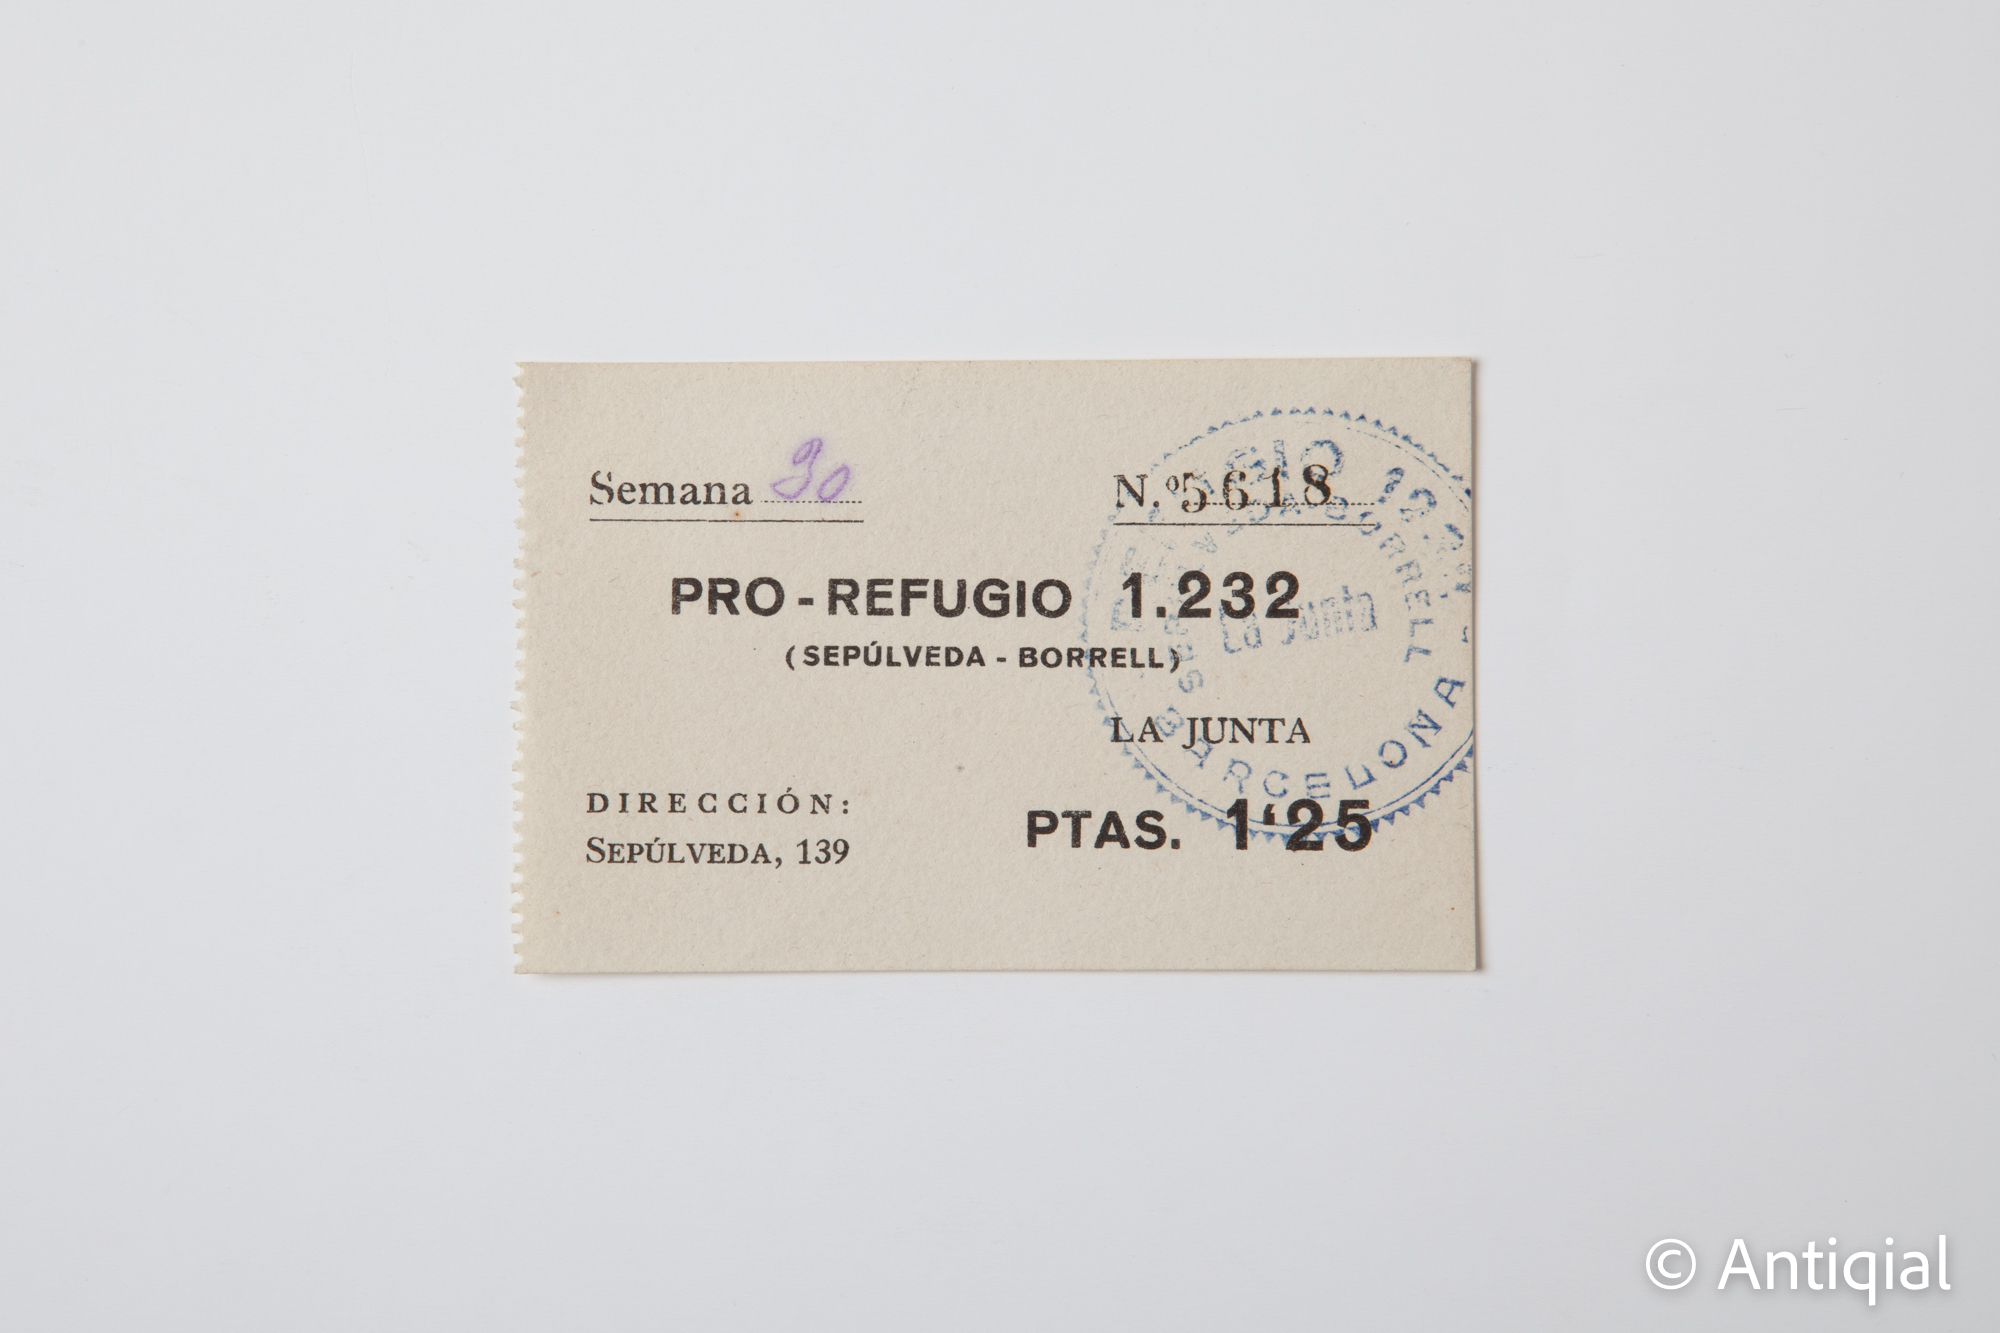 Semana 30
N.º 5618
PRO-REFUGIO 1.232
(SEPÚLVEDA - BORRELL)
La Junta
BORRELL
BARCELONA
LA JUNTA
DIRECCIÓN:
SEPÚLVEDA, 139
PTAS. 1'25
© Antiqial